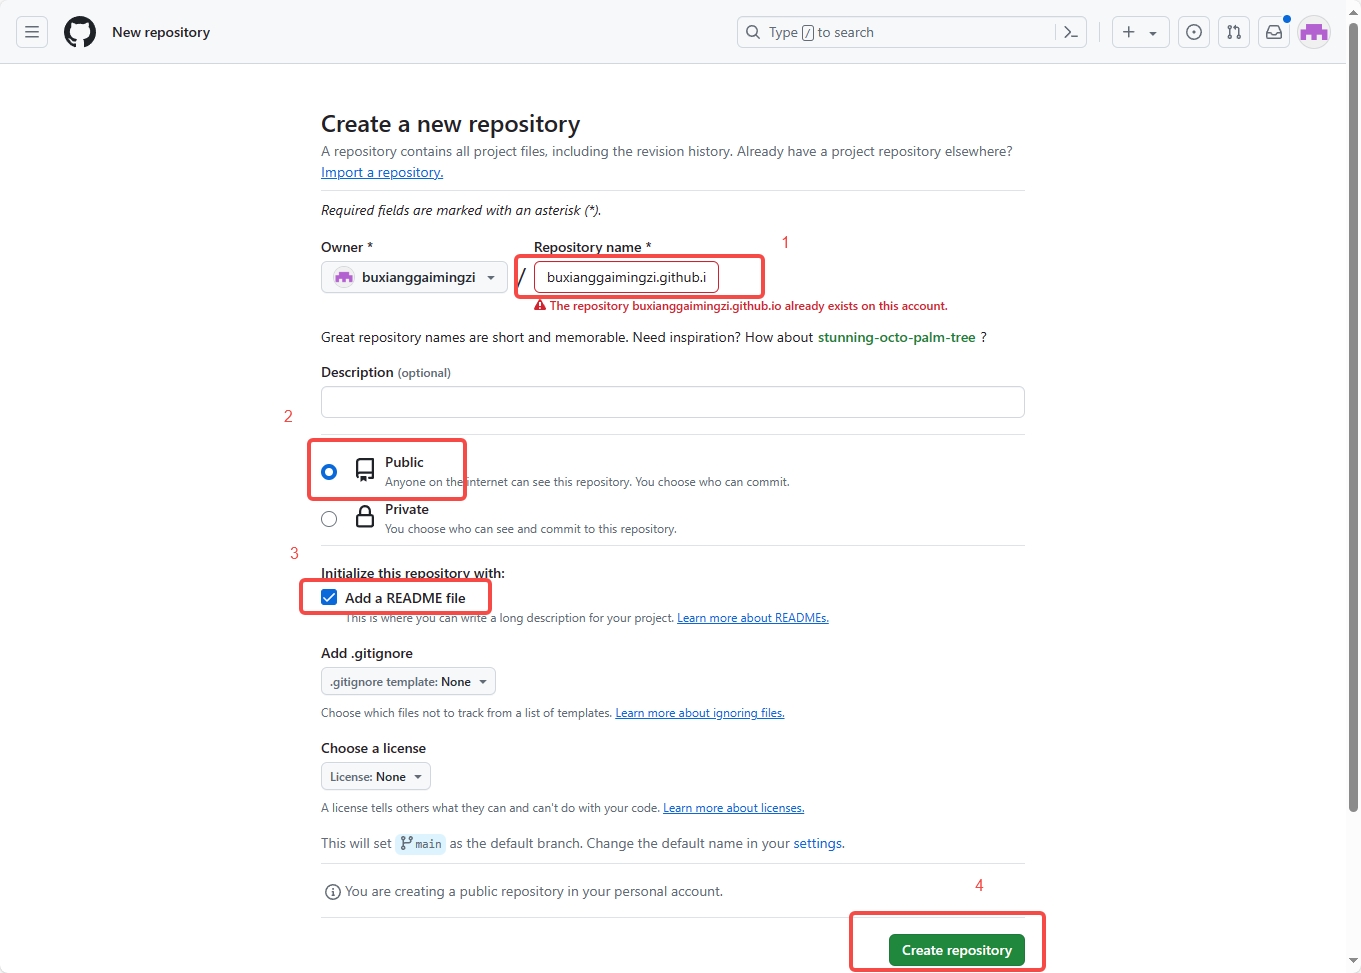 New repository
Type / to search
Create a new repository
A repository contains all project files, including the revision history. Already have a project repository elsewhere?
Import a repository.
Required fields are marked with an asterisk (*).
1
Owner *
Repository name *
buxianggaimingzi
/
buxianggaimingzi.github.i
The repository buxianggaimingzi.github.io already exists on this account.
Great repository names are short and memorable. Need inspiration? How about stunning-octo-palm-tree ?
Description (optional)
2
Public
Anyone on the internet can see this repository. You choose who can commit.
Private
You choose who can see and commit to this repository.
3
Initialize this repository with:
Add a README file
This is where you can write a long description for your project. Learn more about READMEs.
Add .gitignore
.gitignore template: None
Choose which files not to track from a list of templates. Learn more about ignoring files.
Choose a license
License: None
A license tells others what they can and can't do with your code. Learn more about licenses.
This will set main as the default branch. Change the default name in your settings.
You are creating a public repository in your personal account.
4
Create repository